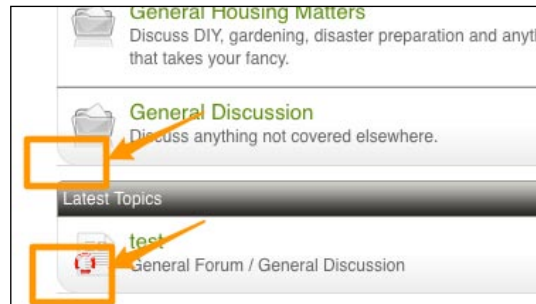 General Housing Matters
Discuss DIY, gardening, disaster preparation and anyt
that takes your fancy.
General Discussion
Discuss anything not covered elsewhere.
Latest Topics
test
General Forum / General Discussion